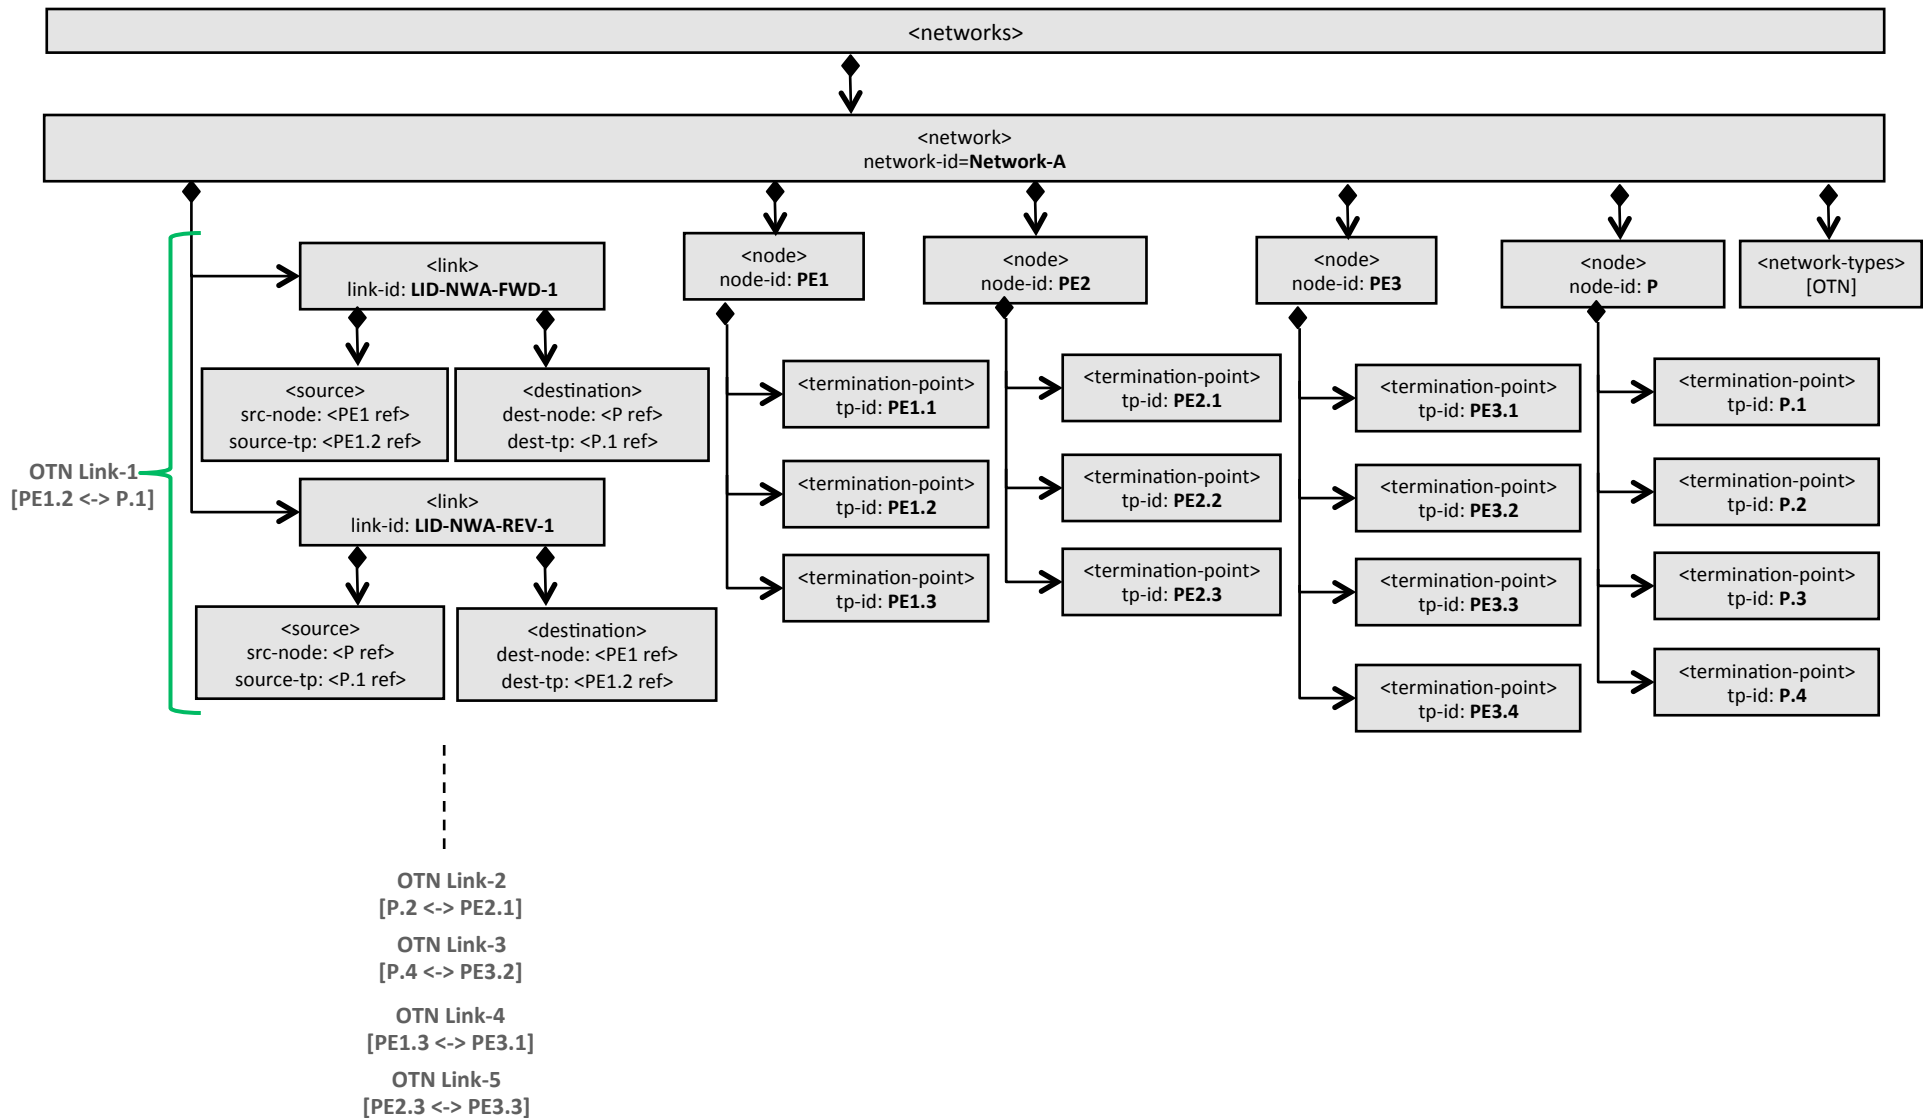 <networks>
<network>
network-id=Network-A
<link>
link-id: LID-NWA-FWD-1
<source>
src-node: <PE1 ref>
source-tp: <PE1.2 ref>
<destination>
dest-node: <P ref>
dest-tp: <P.1 ref>
OTN Link-1
[PE1.2 <-> P.1]
<link>
link-id: LID-NWA-REV-1
<source>
src-node: <P ref>
source-tp: <P.1 ref>
<destination>
dest-node: <PE1 ref>
dest-tp: <PE1.2 ref>
OTN Link-2
[P.2 <-> PE2.1]
OTN Link-3
[P.4 <-> PE3.2]
OTN Link-4
[PE1.3 <-> PE3.1]
OTN Link-5
[PE2.3 <-> PE3.3]
<node>
node-id: PE1
<termination-point>
tp-id: PE1.1
<termination-point>
tp-id: PE1.2
<termination-point>
tp-id: PE1.3
<node>
node-id: PE2
<termination-point>
tp-id: PE2.1
<termination-point>
tp-id: PE2.2
<termination-point>
tp-id: PE2.3
<node>
node-id: PE3
<termination-point>
tp-id: PE3.1
<termination-point>
tp-id: PE3.2
<termination-point>
tp-id: PE3.3
<termination-point>
tp-id: PE3.4
<node>
node-id: P
<termination-point>
tp-id: P.1
<termination-point>
tp-id: P.2
<termination-point>
tp-id: P.3
<termination-point>
tp-id: P.4
<network-types>
[OTN]